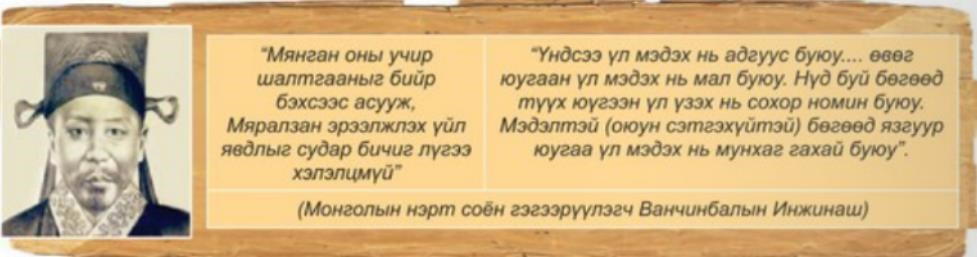 “Мянган оны учир
шалтгааныг бийр
бэхсээс асууж,
Мяралзан эрээлжлэх үйл
явдлыг судар бичиг лүгээ
хэлэлцмүй”
“Үндсээ үл мэдэх нь адгуус буюу.... өвөг
юугаан үл мэдэх нь мал буюу. Нүд буй бөгөөд
түүх юүгээн үл үзэх нь сохор номин буюу.
Мэдэлтэй (оюун сэтгэхүйтэй) бөгөөд язгуур
юугаа үл мэдэх нь мунхаг гахай буюу”.
(Монголын нэрт соён гэгээрүүлэгч Ванчинбалын Инжинаш)